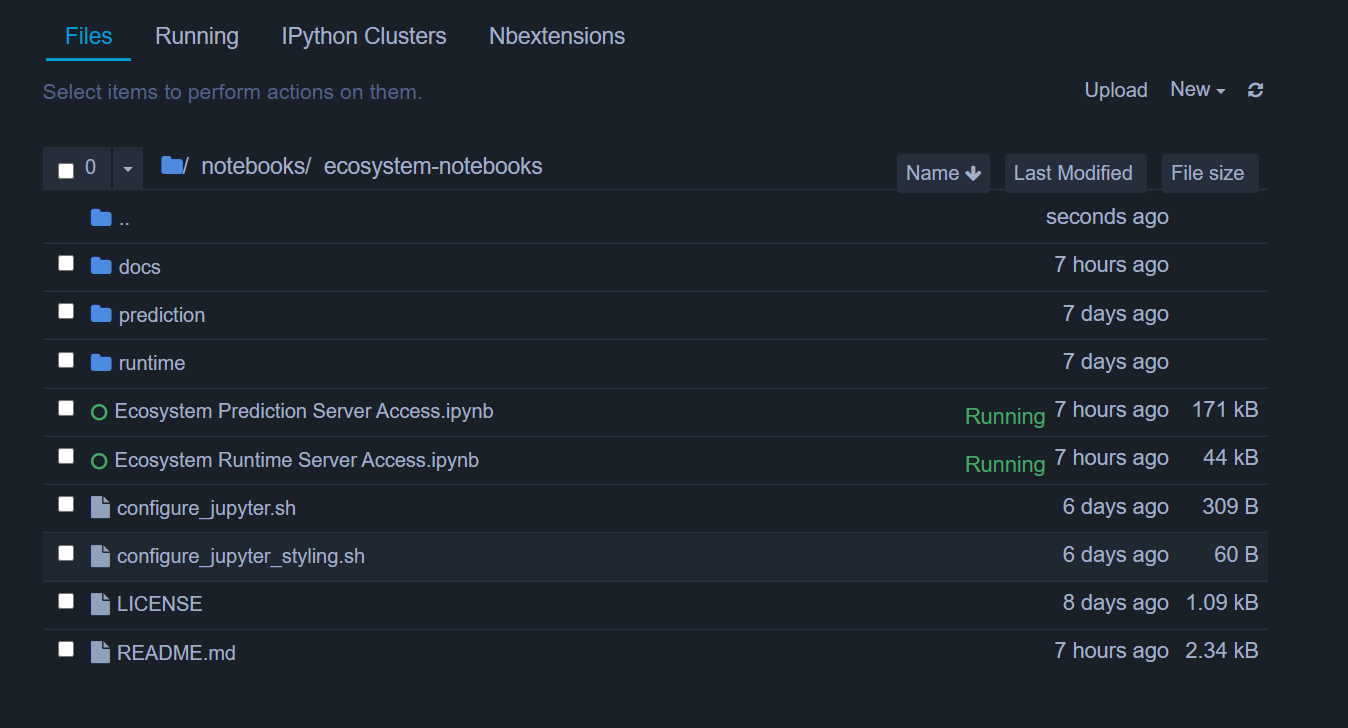 Files Running IPython Clusters Nbextensions
Select items to perform actions on them. Upload New
0 / notebooks/ ecosystem-notebooks Name Last Modified File size
.. seconds ago
docs 7 hours ago
prediction 7 days ago
runtime 7 days ago
Ecosystem Prediction Server Access.ipynb Running 7 hours ago 171 kB
Ecosystem Runtime Server Access.ipynb Running 7 hours ago 44 kB
configure_jupyter.sh 6 days ago 309 B
configure_jupyter_styling.sh 6 days ago 60 B
LICENSE 8 days ago 1.09 kB
README.md 7 hours ago 2.34 kB